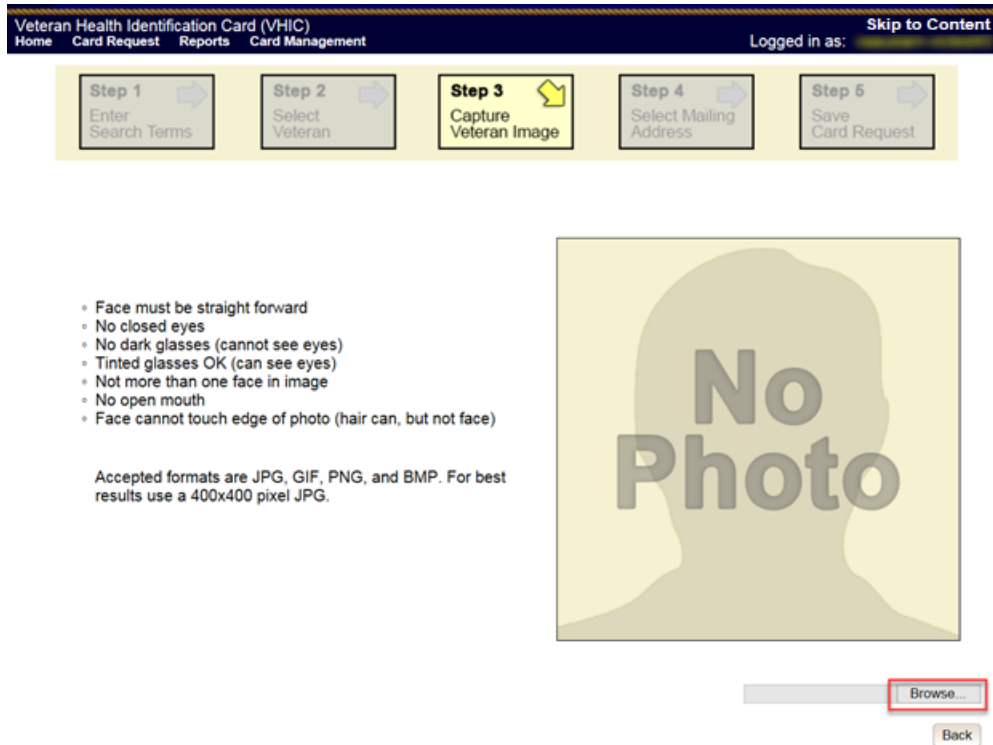 Veteran Health Identification Card (VHIC)
Skip to Content
Home Card Request Reports Card Management
Logged in as:
Step 1
Enter
Search Terms
Step 2
Select
Veteran
Step 3
Capture
Veteran Image
Step 4
Select Mailing
Address
Step 5
Save
Card Request
◦ Face must be straight forward
◦ No closed eyes
◦ No dark glasses (cannot see eyes)
◦ Tinted glasses OK (can see eyes)
◦ Not more than one face in image
◦ No open mouth
◦ Face cannot touch edge of photo (hair can, but not face)
Accepted formats are JPG, GIF, PNG, and BMP. For best
results use a 400x400 pixel JPG.
No
Photo
Browse...
Back